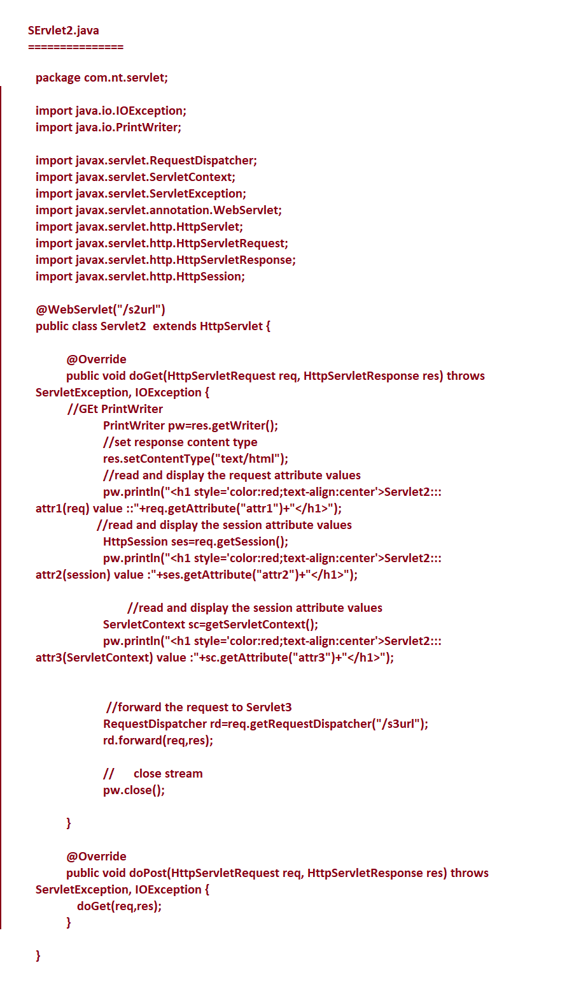 SErvlet2.java
===============
package com.nt.servlet;
import java.io.IOException;
import java.io.PrintWriter;
import javax.servlet.RequestDispatcher;
import javax.servlet.ServletContext;
import javax.servlet.ServletException;
import javax.servlet.annotation.WebServlet;
import javax.servlet.http.HttpServlet;
import javax.servlet.http.HttpServletRequest;
import javax.servlet.http.HttpServletResponse;
import javax.servlet.http.HttpSession;
@WebServlet("/s2url")
public class Servlet2  extends HttpServlet {
@Override
public void doGet(HttpServletRequest req, HttpServletResponse res) throws
ServletException, IOException {
//GEt PrintWriter
PrintWriter pw=res.getWriter();
//set response content type
res.setContentType("text/html");
//read and display the request attribute values
pw.println("<h1 style='color:red;text-align:center'>Servlet2:::
attr1(req) value ::"+req.getAttribute("attr1")+"</h1>");
//read and display the session attribute values
HttpSession ses=req.getSession();
pw.println("<h1 style='color:red;text-align:center'>Servlet2:::
attr2(session) value :"+ses.getAttribute("attr2")+"</h1>");
//read and display the session attribute values
ServletContext sc=getServletContext();
pw.println("<h1 style='color:red;text-align:center'>Servlet2:::
attr3(ServletContext) value :"+sc.getAttribute("attr3")+"</h1>");
//forward the request to Servlet3
RequestDispatcher rd=req.getRequestDispatcher("/s3url");
rd.forward(req,res);
//      close stream
pw.close();
}
@Override
public void doPost(HttpServletRequest req, HttpServletResponse res) throws
ServletException, IOException {
doGet(req,res);
}
}